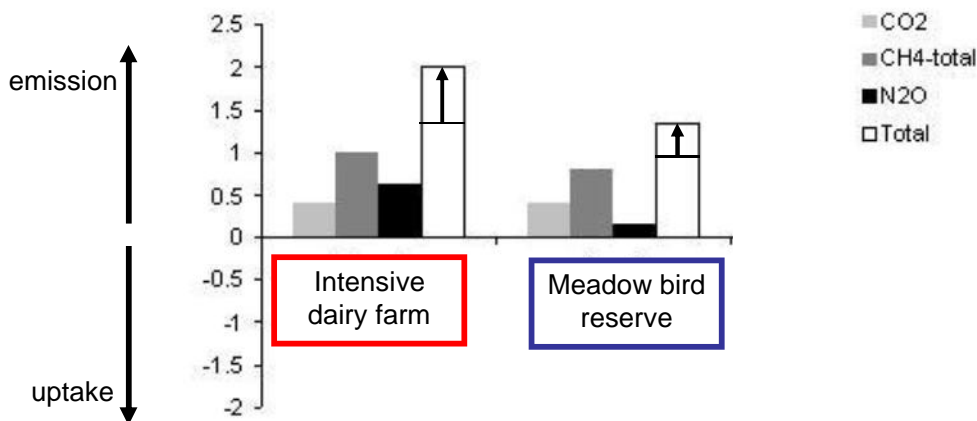 emission
uptake
2.5
2
1.5
1
0.5
0
-0.5
-1
-1.5
-2
Intensive
dairy farm
Meadow bird
reserve
CO2
CH4-total
N2O
Total